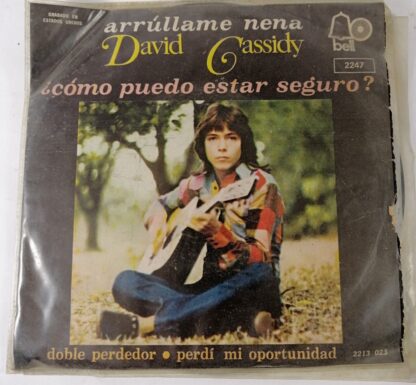 GRABADO EN
ESTADOS UNIDOS
arrúllame nena
David Cassidy
bell
2247
¿cómo puedo estar seguro?
doble perdedor • perdí mi oportunidad
2213 023